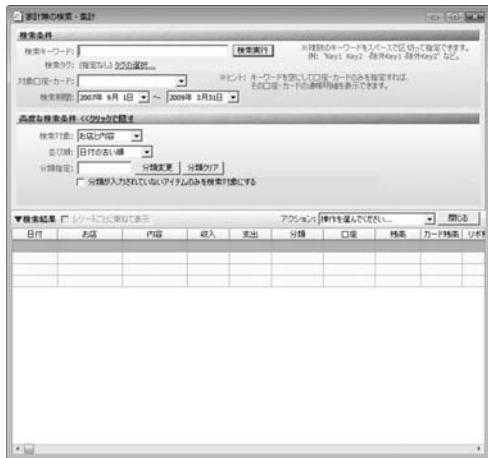 家計簿の検索・集計
検索条件
検索キーワード: 検索実行 ※複数のキーワードをスペースで区切って指定できます。
例: "Key1 Key2 -除外Key1 -除外Key2" など。
検索タグ: (指定なし) タグの選択...
対象口座・カード: ※ヒント: キーワードを空にして口座・カードのみを指定すれば、
その口座・カードの連帳明細を表示できます。
検索期間: 2007年 9月 1日 ～ 2009年 3月31日
高度な検索条件 <<クリックで隠す
検索対象: お店と内容
並び順: 日付の古い順
分類指定: 分類変更 分類クリア
分類が入力されていないアイテムのみを検索対象にする
▼検索結果 レシートごとに束ねて表示 アクション: 操作を選んでください... 閉じる
日付 お店 内容 収入 支出 分類 口座 残高 カード残高 リボ